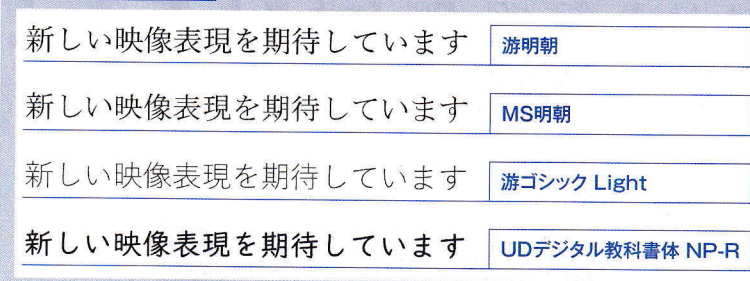 新しい映像表現を期待しています 游明朝
新しい映像表現を期待しています MS明朝
新しい映像表現を期待しています 游ゴシック Light
新しい映像表現を期待しています UDデジタル教科書体 NP-R